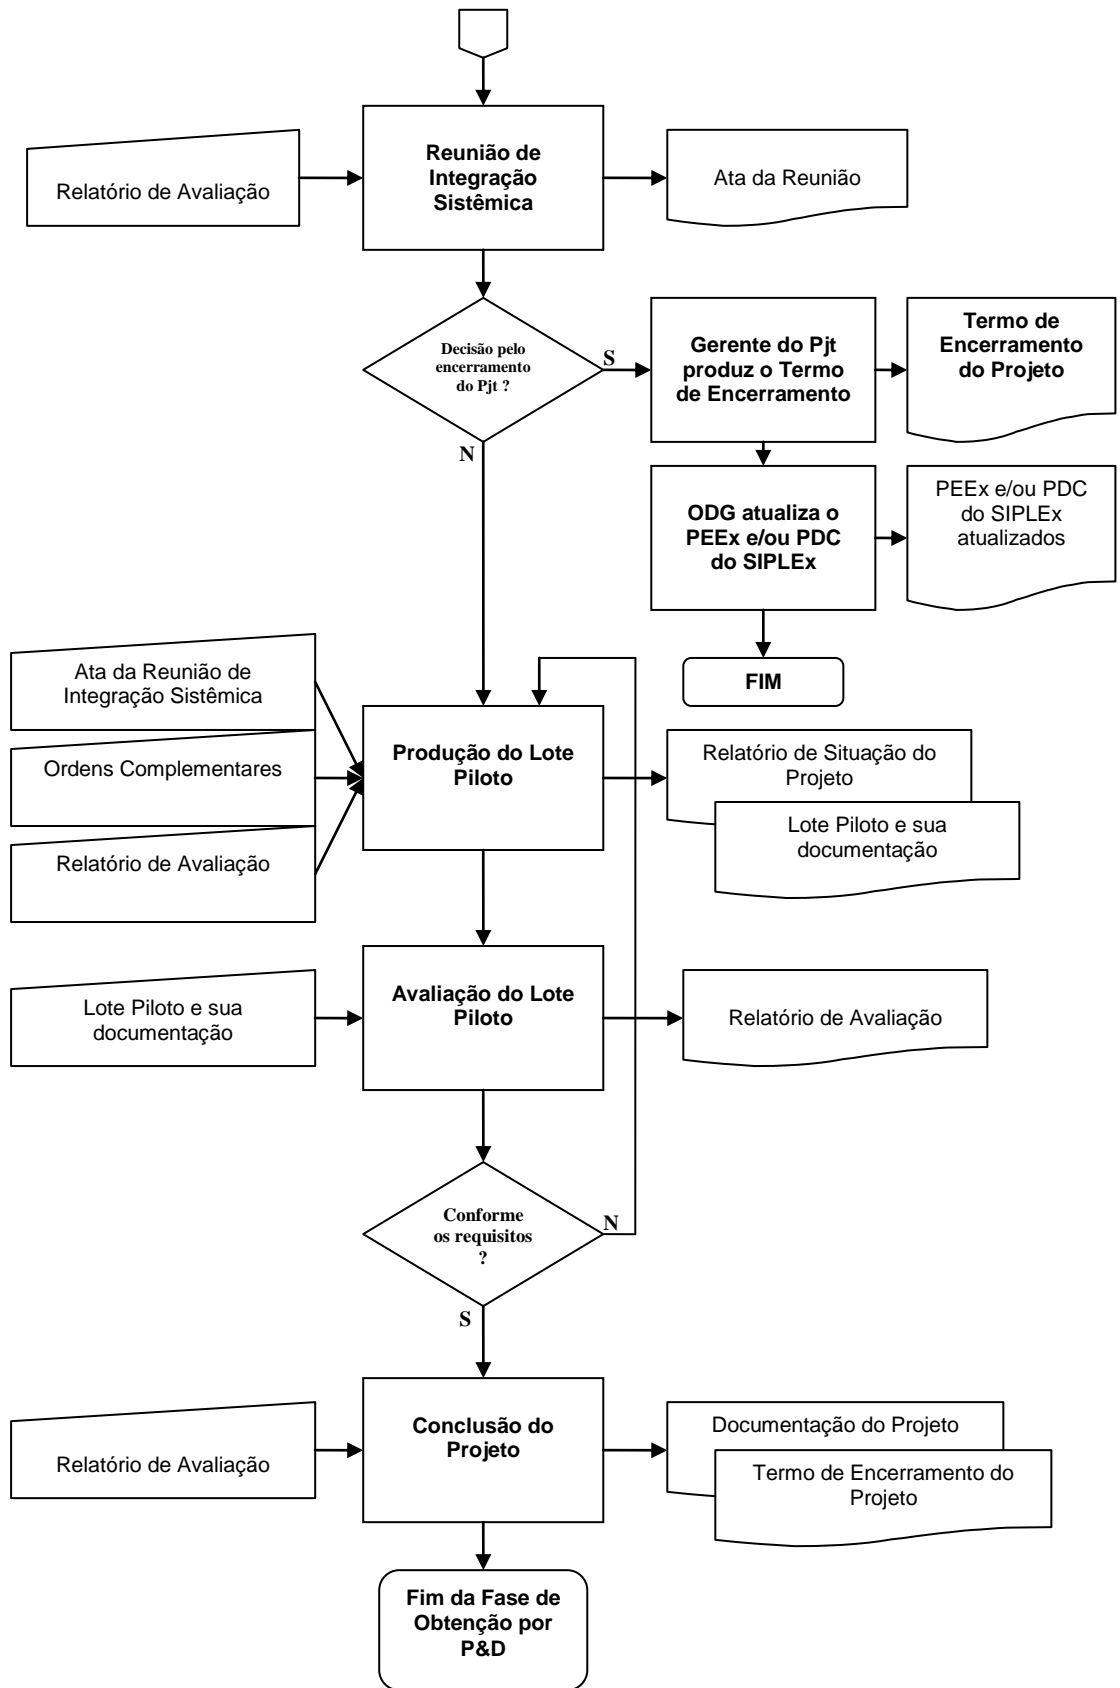 Reunião de
Integração
Sistêmica
Relatório de Avaliação
Ata da Reunião
Decisão pelo
encerramento
do Pjt ?
S
N
Gerente do Pjt
produz o Termo
de Encerramento
Termo de
Encerramento
do Projeto
ODG atualiza o
PEEx e/ou PDC
do SIPLEx
PEEx e/ou PDC
do SIPLEx
atualizados
FIM
Ata da Reunião de
Integração Sistêmica
Ordens Complementares
Relatório de Avaliação
Produção do Lote
Piloto
Relatório de Situação do
Projeto
Lote Piloto e sua
documentação
Lote Piloto e sua
documentação
Avaliação do Lote
Piloto
Relatório de Avaliação
Conforme
os requisitos
?
N
S
Relatório de Avaliação
Conclusão do
Projeto
Documentação do Projeto
Termo de Encerramento do
Projeto
Fim da Fase de
Obtenção por
P&D